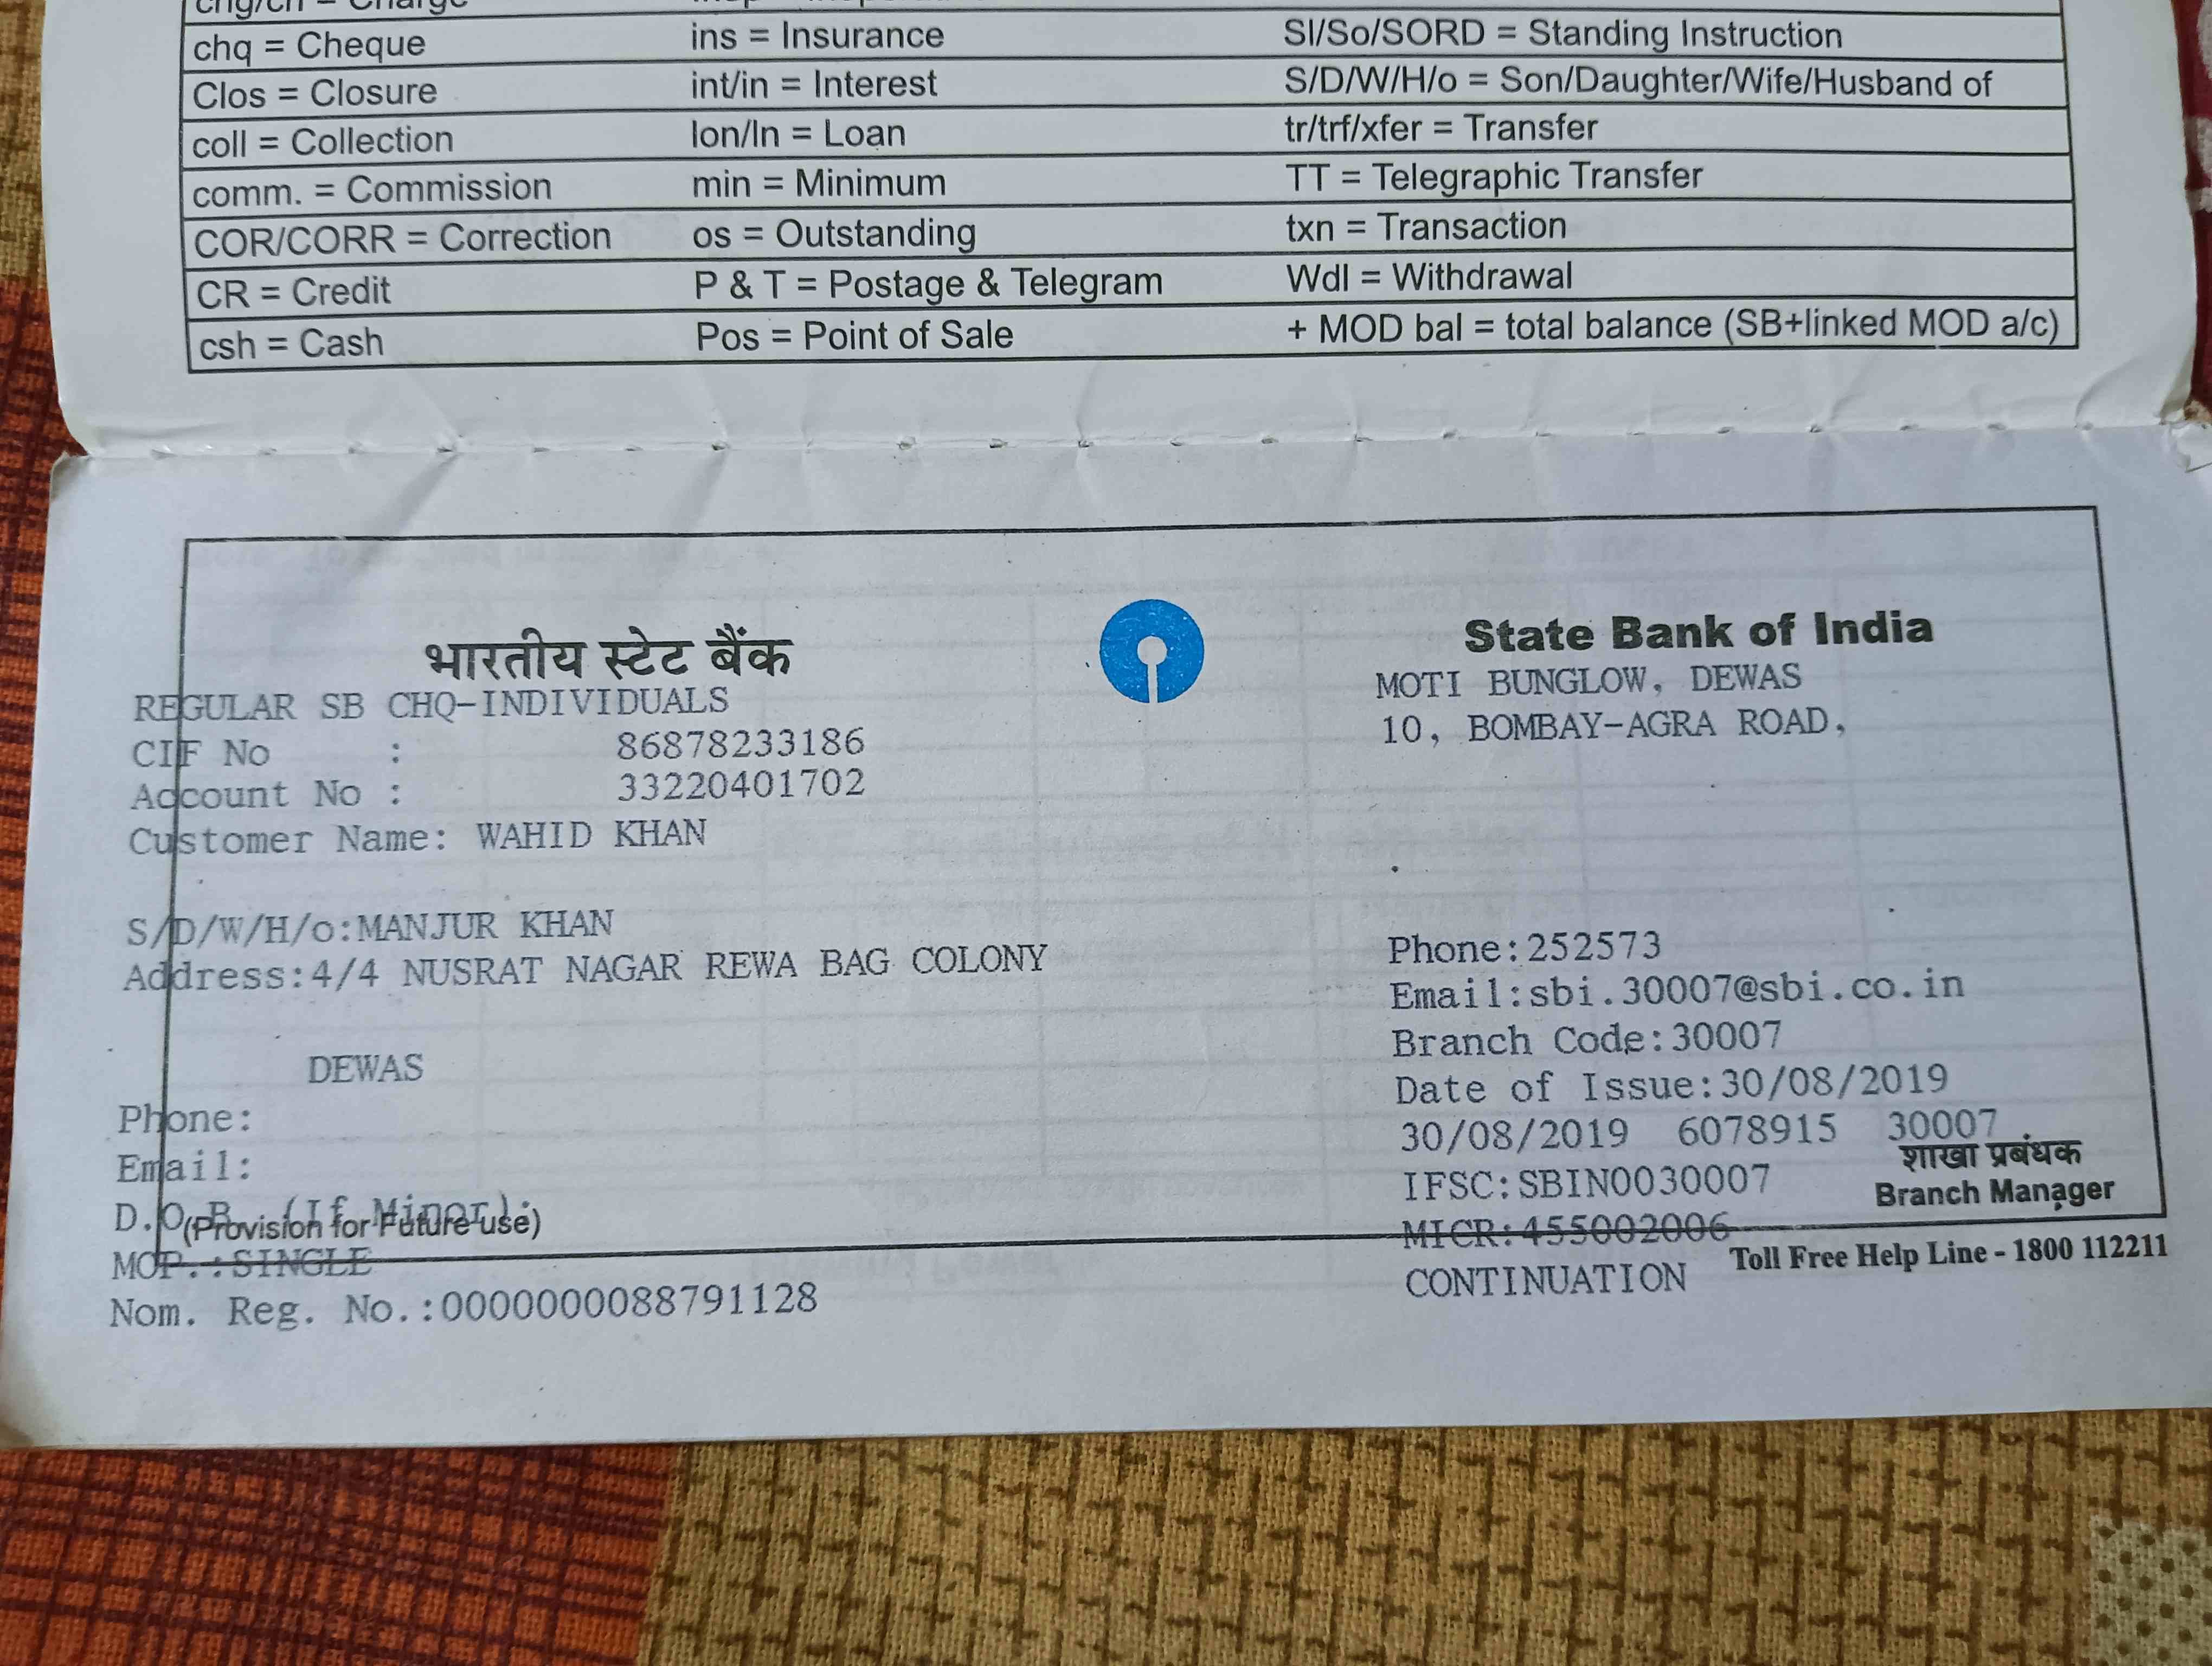 chg/ch = Charge
chq = Cheque ins = Insurance SI/So/SORD = Standing Instruction
Clos = Closure int/in = Interest S/D/W/H/o = Son/Daughter/Wife/Husband of
coll = Collection lon/ln = Loan tr/trf/xfer = Transfer
comm. = Commission min = Minimum TT = Telegraphic Transfer
COR/CORR = Correction os = Outstanding txn = Transaction
CR = Credit P & T = Postage & Telegram Wdl = Withdrawal
csh = Cash Pos = Point of Sale + MOD bal = total balance (SB+linked MOD a/c)
भारतीय स्टेट बैंक
REGULAR SB CHQ-INDIVIDUALS
CIF No : 86878233186
Account No : 33220401702
Customer Name: WAHID KHAN
S/D/W/H/o:MANJUR KHAN
Address:4/4 NUSRAT NAGAR REWA BAG COLONY
DEWAS
Phone:
Email:
D.O.B. (If Minor):
(Provision for Future use)
MOP.:SINGLE
Nom. Reg. No.:0000000088791128
State Bank of India
MOTI BUNGLOW, DEWAS
10, BOMBAY-AGRA ROAD,
Phone:252573
Email:sbi.30007@sbi.co.in
Branch Code:30007
Date of Issue:30/08/2019
30/08/2019 6078915 30007
शाखा प्रबंधक
IFSC:SBIN0030007
Branch Manager
MICR:455002006
Toll Free Help Line - 1800 112211
CONTINUATION